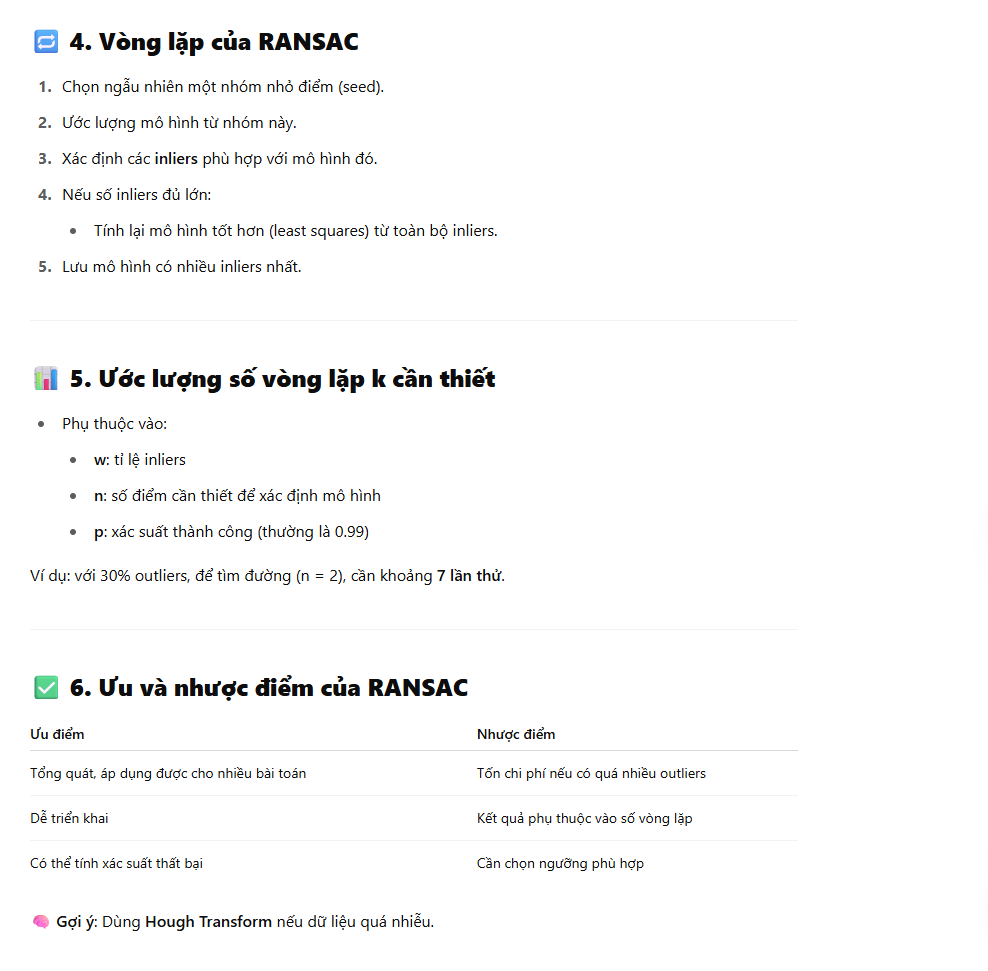 4. Vòng lặp của RANSAC
1. Chọn ngẫu nhiên một nhóm nhỏ điểm (seed).
2. Ước lượng mô hình từ nhóm này.
3. Xác định các inliers phù hợp với mô hình đó.
4. Nếu số inliers đủ lớn:
• Tính lại mô hình tốt hơn (least squares) từ toàn bộ inliers.
5. Lưu mô hình có nhiều inliers nhất.
5. Ước lượng số vòng lặp k cần thiết
• Phụ thuộc vào:
• w: tỉ lệ inliers
• n: số điểm cần thiết để xác định mô hình
• p: xác suất thành công (thường là 0.99)
Ví dụ: với 30% outliers, để tìm đường (n = 2), cần khoảng 7 lần thử.
6. Ưu và nhược điểm của RANSAC
Ưu điểm Nhược điểm
Tổng quát, áp dụng được cho nhiều bài toán Tốn chi phí nếu có quá nhiều outliers
Dễ triển khai Kết quả phụ thuộc vào số vòng lặp
Có thể tính xác suất thất bại Cần chọn ngưỡng phù hợp
Gợi ý: Dùng Hough Transform nếu dữ liệu quá nhiễu.